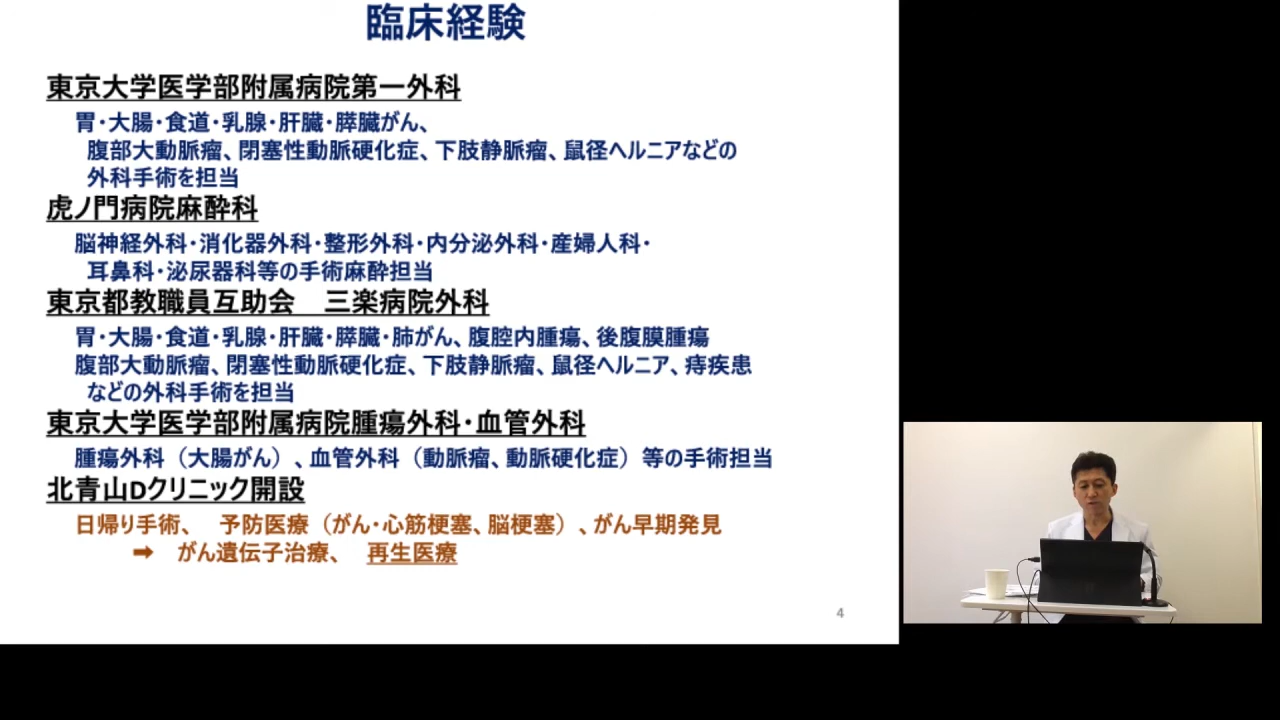 臨床経験
東京大学医学部附属病院第一外科
胃・大腸・食道・乳腺・肝臓・膵臓がん、
腹部大動脈瘤、閉塞性動脈硬化症、下肢静脈瘤、鼠径ヘルニアなどの
外科手術を担当
虎ノ門病院麻酔科
脳神経外科・消化器外科・整形外科・内分泌外科・産婦人科・
耳鼻科・泌尿器科等の手術麻酔担当
東京都教職員互助会　三楽病院外科
胃・大腸・食道・乳腺・肝臓・膵臓・肺がん、腹腔内腫瘍、後腹膜腫瘍
腹部大動脈瘤、閉塞性動脈硬化症、下肢静脈瘤、鼠径ヘルニア、痔疾患
などの外科手術を担当
東京大学医学部附属病院腫瘍外科・血管外科
腫瘍外科（大腸がん）、血管外科（動脈瘤、動脈硬化症）等の手術担当
北青山Dクリニック開設
日帰り手術、　予防医療（がん・心筋梗塞、脳梗塞）、がん早期発見
➡　がん遺伝子治療、　再生医療
4